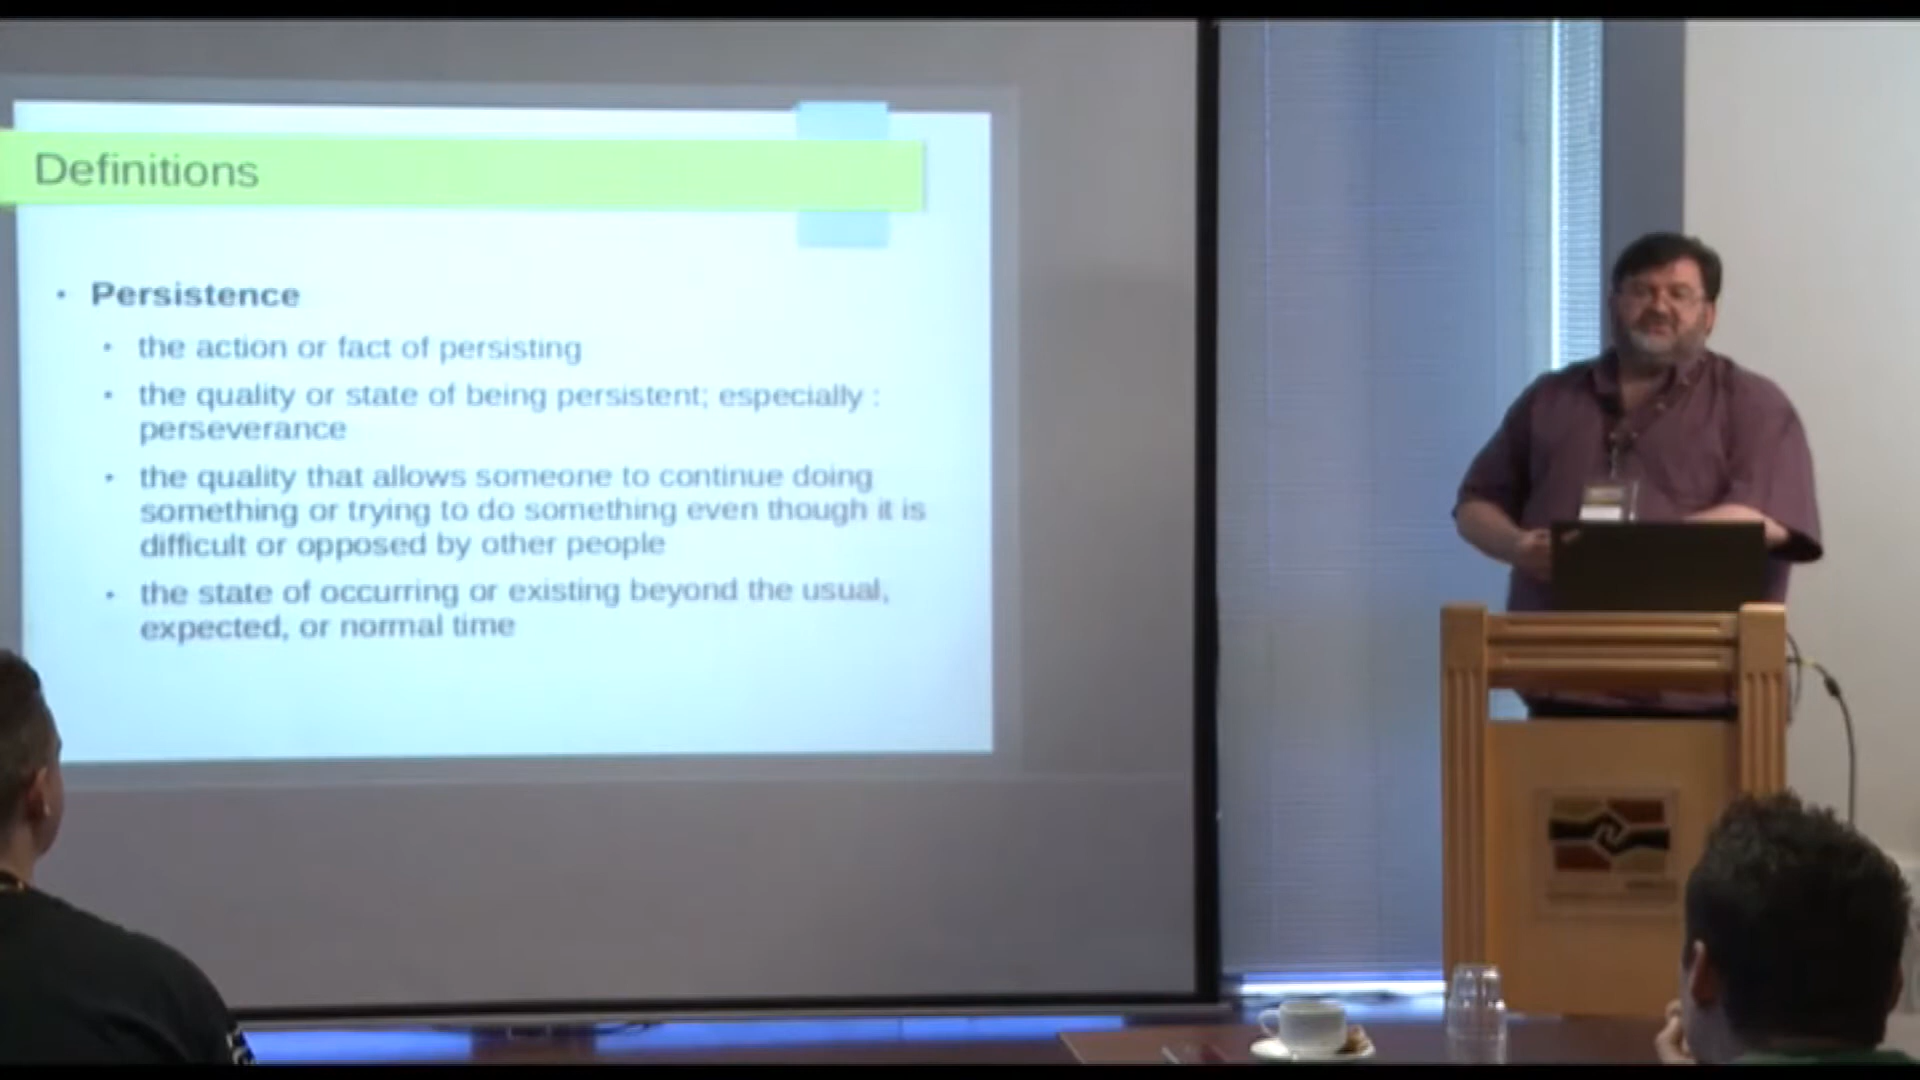 Definitions
• Persistence
• the action or fact of persisting
• the quality or state of being persistent; especially :
perseverance
• the quality that allows someone to continue doing
something or trying to do something even though it is
difficult or opposed by other people
• the state of occurring or existing beyond the usual,
expected, or normal time